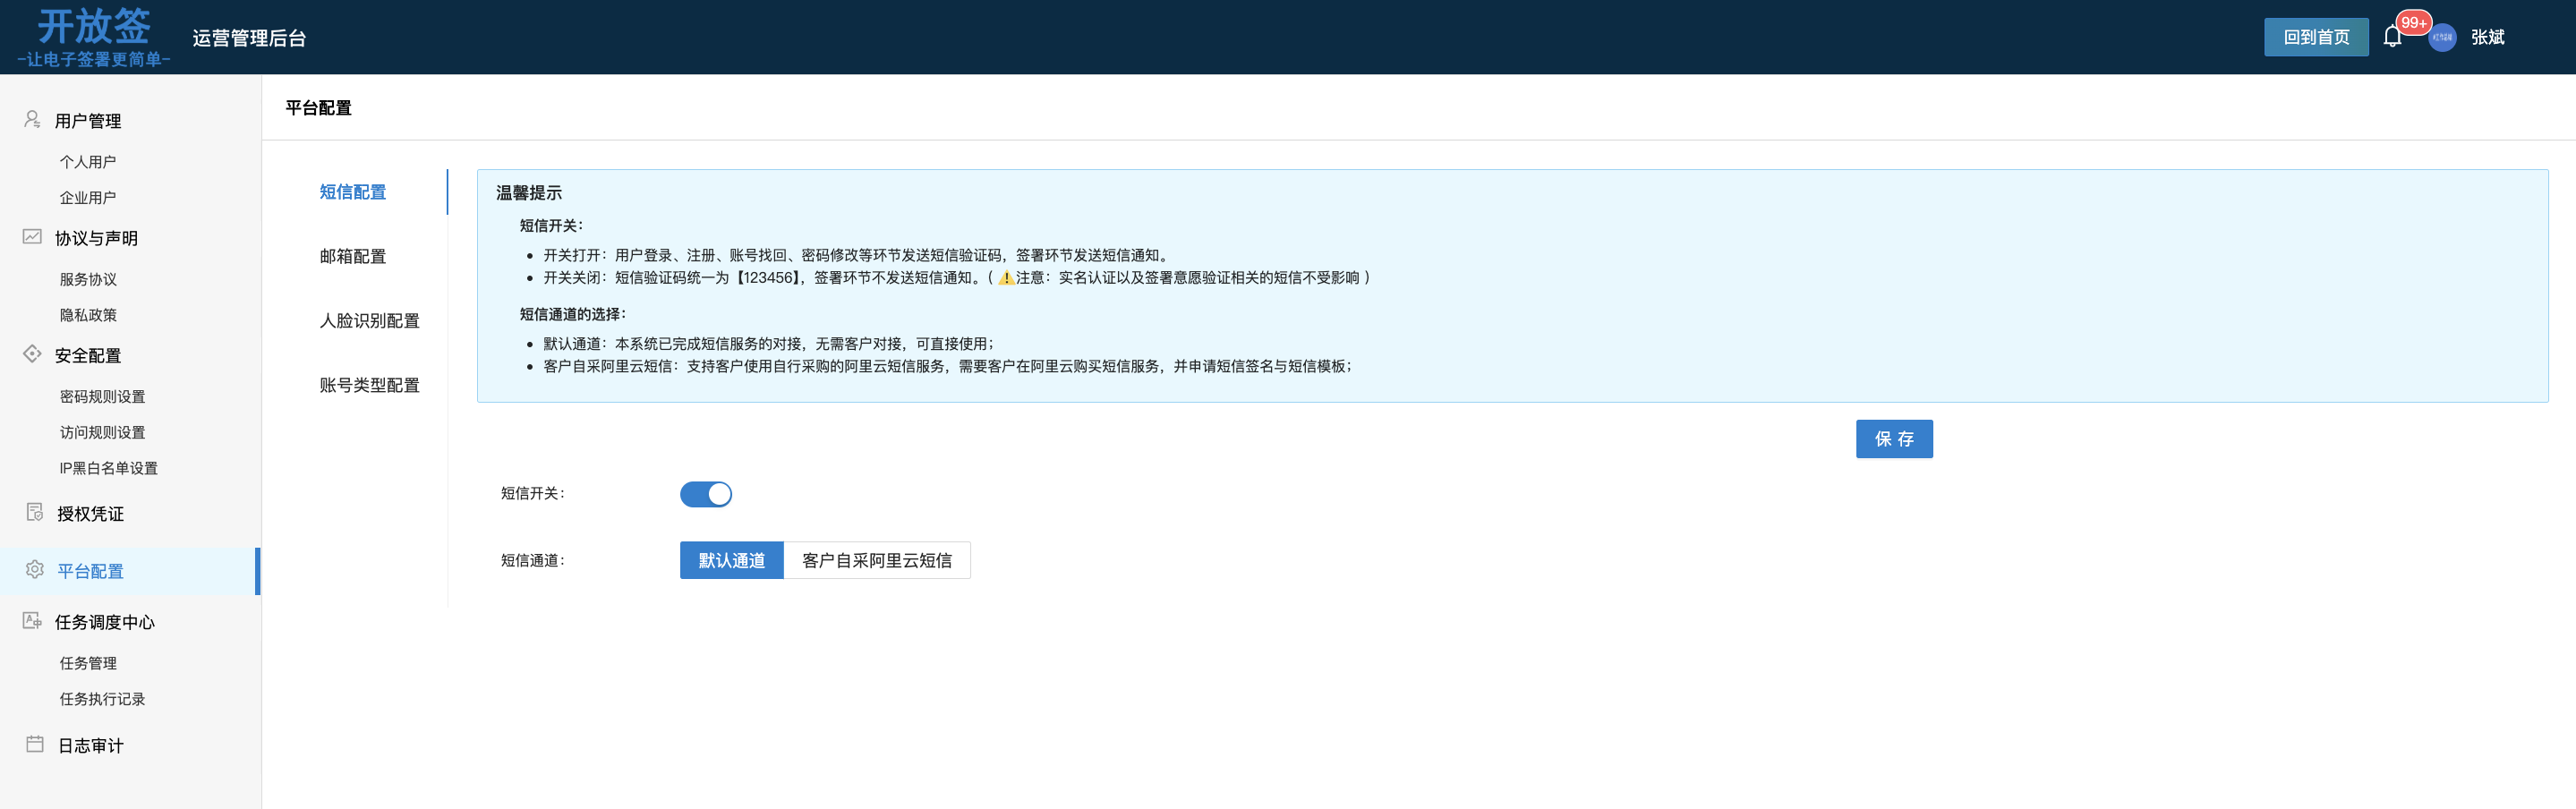 开放签
-让电子签署更简单-
运营管理后台
回到首页
99+
张斌
用户管理
个人用户
企业用户
协议与声明
服务协议
隐私政策
安全配置
密码规则设置
访问规则设置
IP黑白名单设置
授权凭证
平台配置
任务调度中心
任务管理
任务执行记录
日志审计
平台配置
短信配置
邮箱配置
人脸识别配置
账号类型配置
温馨提示
短信开关：
开关打开：用户登录、注册、账号找回、密码修改等环节发送短信验证码，签署环节发送短信通知。
开关关闭：短信验证码统一为【123456】，签署环节不发送短信通知。（ ⚠️注意：实名认证以及签署意愿验证相关的短信不受影响 ）
短信通道的选择：
默认通道：本系统已完成短信服务的对接，无需客户对接，可直接使用；
客户自采阿里云短信：支持客户使用自行采购的阿里云短信服务，需要客户在阿里云购买短信服务，并申请短信签名与短信模板；
保 存
短信开关：
短信通道：
默认通道
客户自采阿里云短信